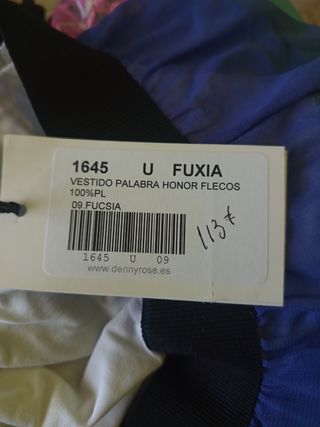 1645 U FUXIA
VESTIDO PALABRA HONOR FLECOS
100%PL
09.FUCSIA
113€
1645 U 09
www.dennyrose.es